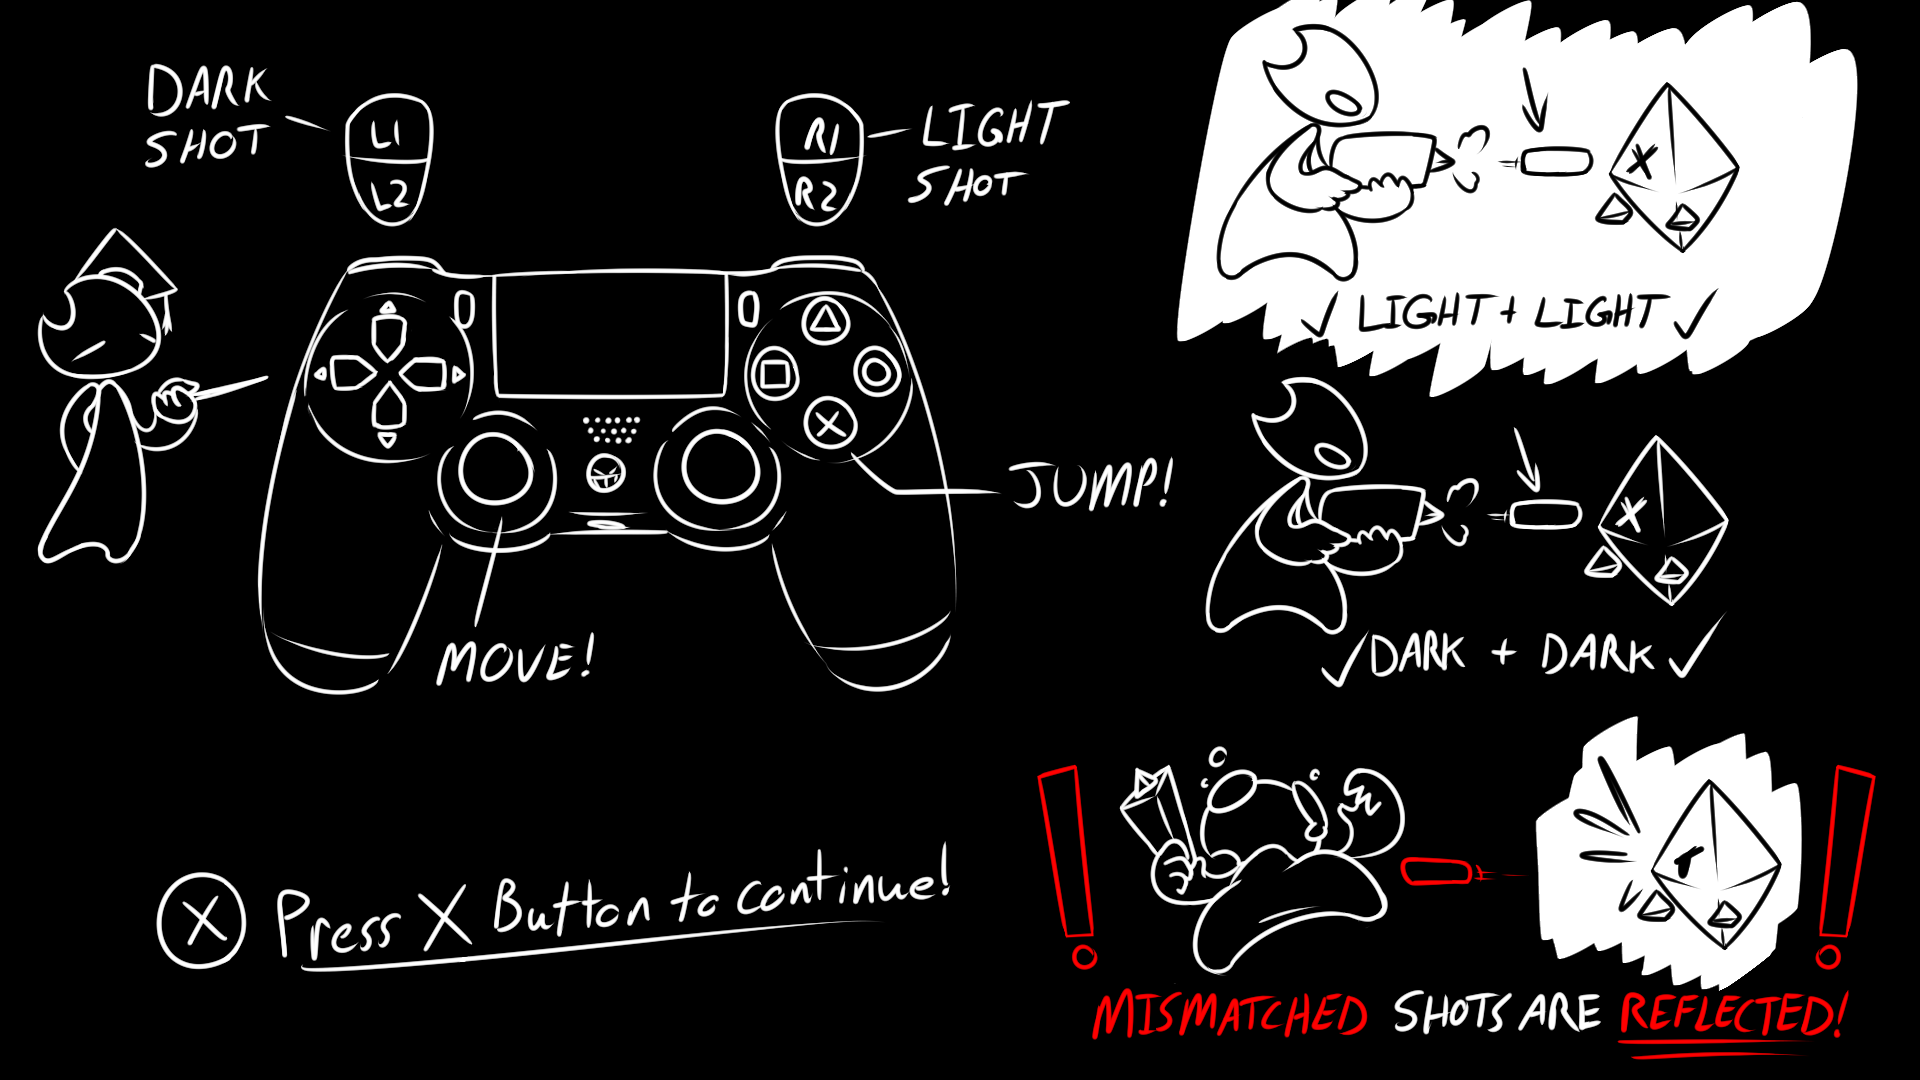 DARK
SHOT
L1
L2
R1
R2
LIGHT
SHOT
MOVE!
JUMP!
X Press X Button to continue!
✓ LIGHT + LIGHT ✓
✓ DARK + DARK ✓
MISMATCHED SHOTS ARE REFLECTED!